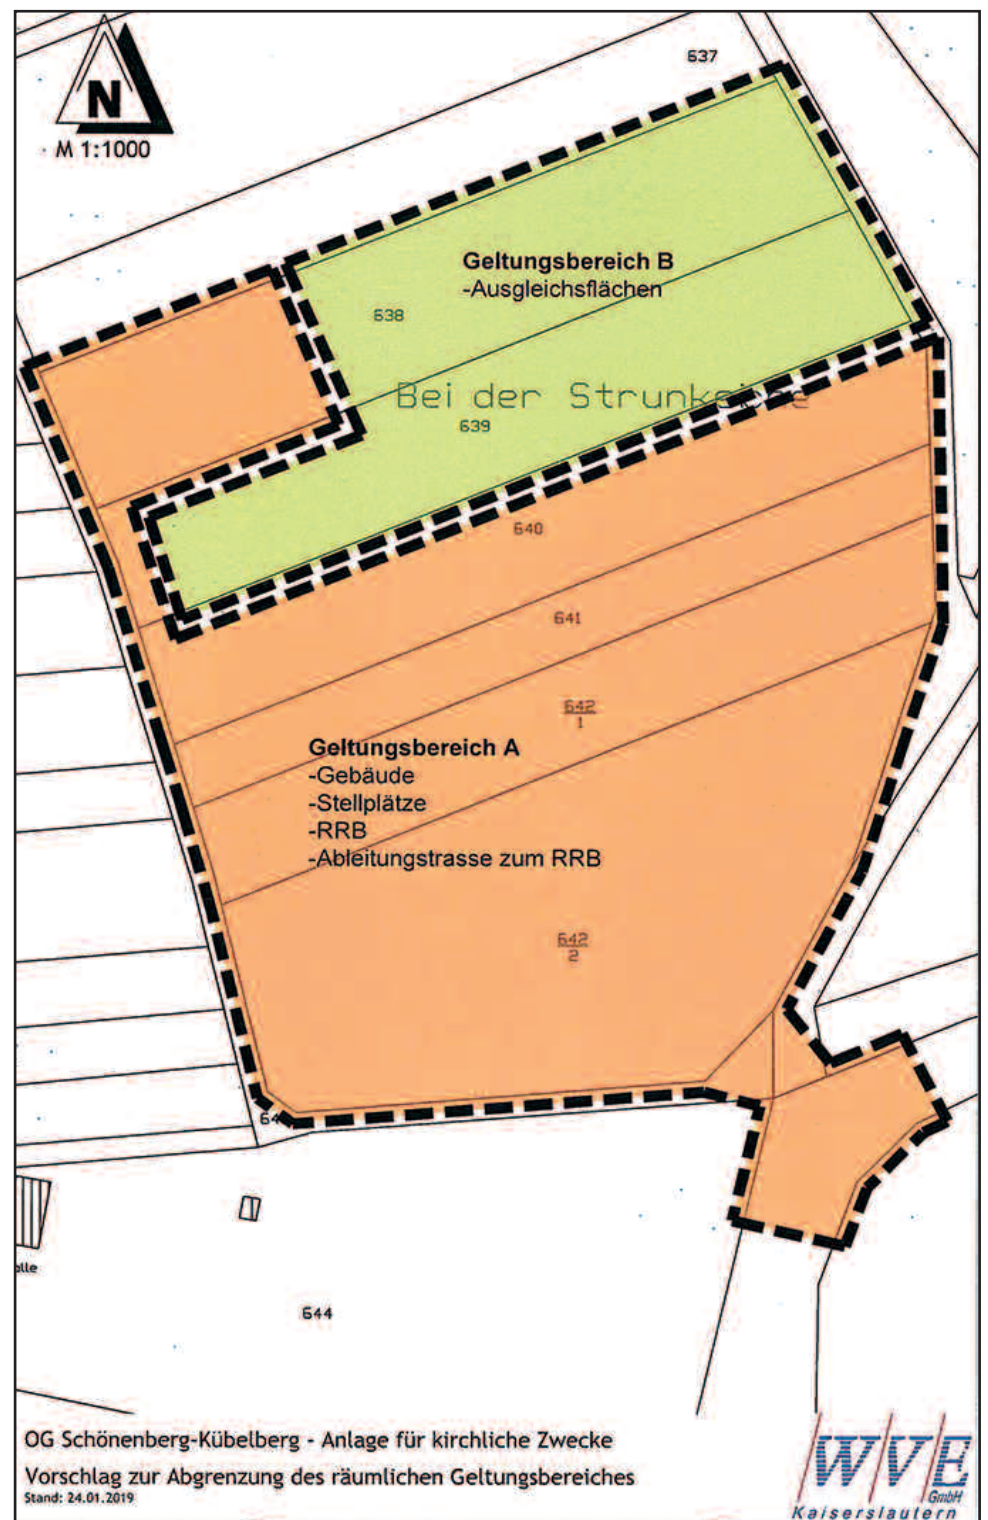 N
M 1:1000
637
Geltungsbereich B
-Ausgleichsflächen
638
Bei der
639
640
641
642
1
Geltungsbereich A
-Gebäude
-Stellplätze
-RRB
-Ableitungstrasse zum RRB
642
2
644
OG Schönenberg-Kübelberg - Anlage für kirchliche Zwecke
Vorschlag zur Abgrenzung des räumlichen Geltungsbereiches
Stand: 24.01.2019
WVE
GmbH
Kaiserslautern